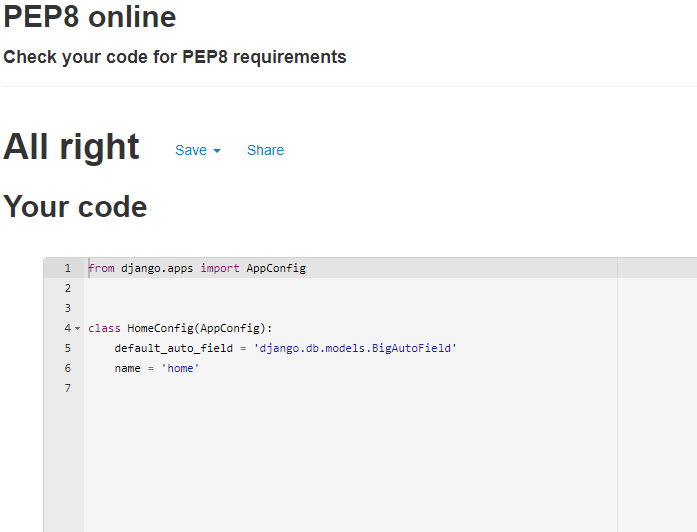 PEP8 online
Check your code for PEP8 requirements
All right Save Share
Your code
1 from django.apps import AppConfig
2
3
4 class HomeConfig(AppConfig):
5     default_auto_field = 'django.db.models.BigAutoField'
6     name = 'home'
7